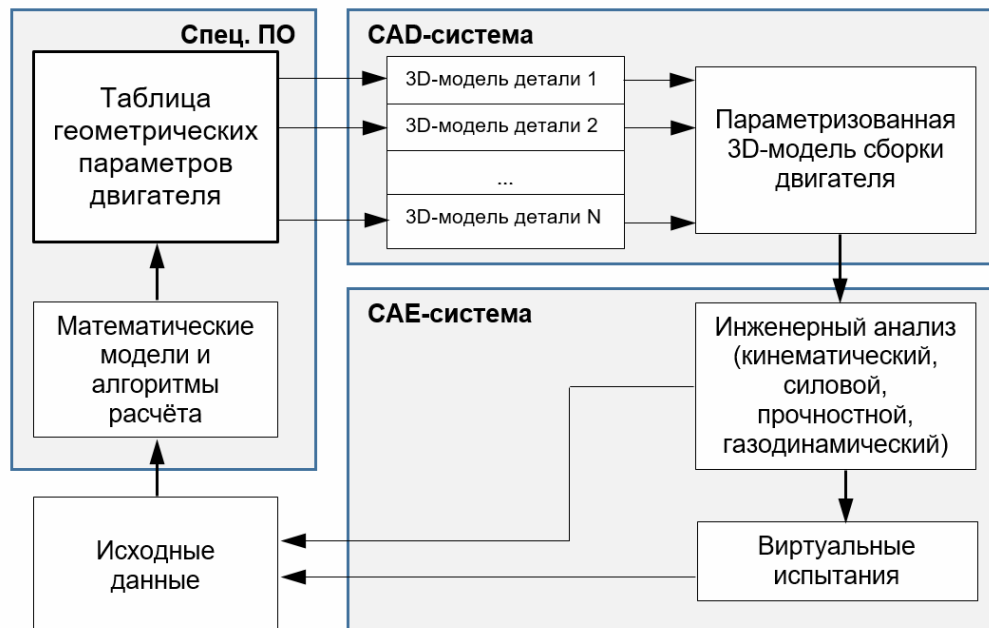 Спец. ПО
Таблица
геометрических
параметров
двигателя
Математические
модели и
алгоритмы
расчёта
Исходные
данные
CAD-система
3D-модель детали 1
3D-модель детали 2
...
3D-модель детали N
Параметризованная
3D-модель сборки
двигателя
CAE-система
Инженерный анализ
(кинематический,
силовой,
прочностной,
газодинамический)
Виртуальные
испытания